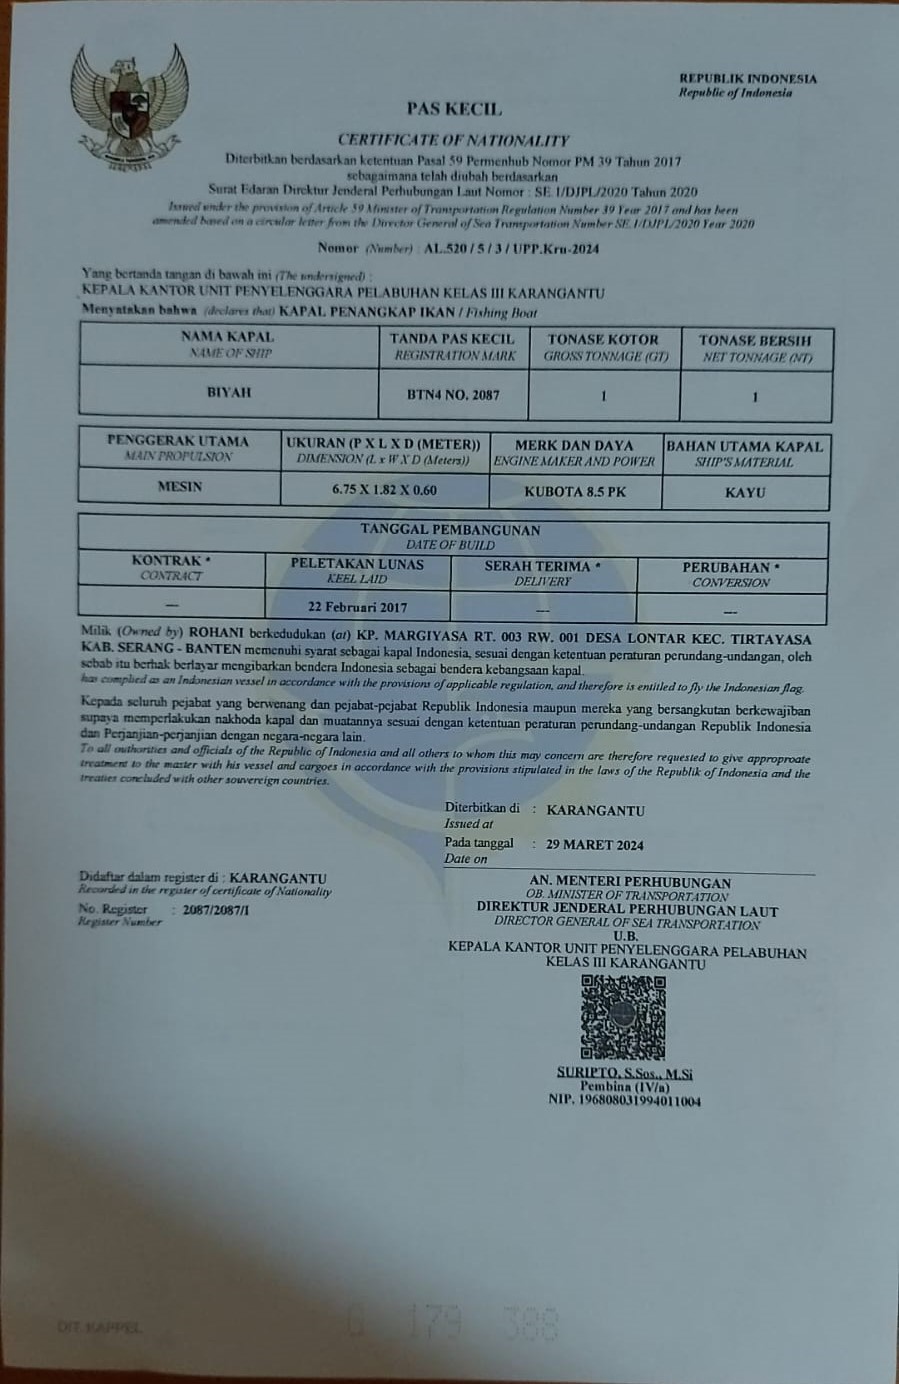 REPUBLIK INDONESIA
Republic of Indonesia
PAS KECIL
CERTIFICATE OF NATIONALITY
Diterbitkan berdasarkan ketentuan Pasal 59 Permenhub Nomor PM 39 Tahun 2017
sebagaimana telah diubah berdasarkan
Surat Edaran Direktur Jenderal Perhubungan Laut Nomor : SE 1/DJPL/2020 Tahun 2020
Issued under the provision of Article 59 Minister of Transportation Regulation Number 39 Year 2017 and has been
amended based on a circular letter from the Director General of Sea Transportation Number SE 1/DJPL/2020 Year 2020
Nomor (Number) : AL.520 / 5 / 3 / UPP.Kru-2024
Yang bertanda tangan di bawah ini (The undersigned) :
KEPALA KANTOR UNIT PENYELENGGARA PELABUHAN KELAS III KARANGANTU
Menyatakan bahwa (declares that) KAPAL PENANGKAP IKAN / Fishing Boat
NAMA KAPAL TANDA PAS KECIL TONASE KOTOR TONASE BERSIH
NAME OF SHIP REGISTRATION MARK GROSS TONNAGE (GT) NET TONNAGE (NT)
BIYAH BTN4 NO. 2087 1 1
PENGGERAK UTAMA UKURAN (P X L X D (METER)) MERK DAN DAYA BAHAN UTAMA KAPAL
MAIN PROPULSION DIMENSION (L x W X D (Meters)) ENGINE MAKER AND POWER SHIP'S MATERIAL
MESIN 6.75 X 1.82 X 0.60 KUBOTA 8.5 PK KAYU
TANGGAL PEMBANGUNAN
DATE OF BUILD
KONTRAK * PELETAKAN LUNAS SERAH TERIMA * PERUBAHAN *
CONTRACT KEEL LAID DELIVERY CONVERSION
--- 22 Februari 2017 --- ---
Milik (Owned by) ROHANI berkedudukan (at) KP. MARGIYASA RT. 003 RW. 001 DESA LONTAR KEC. TIRTAYASA
KAB. SERANG - BANTEN memenuhi syarat sebagai kapal Indonesia, sesuai dengan ketentuan peraturan perundang-undangan, oleh
sebab itu berhak berlayar mengibarkan bendera Indonesia sebagai bendera kebangsaan kapal.
has complied as an Indonesian vessel in accordance with the provisions of applicable regulation, and therefore is entitled to fly the Indonesian flag.
Kepada seluruh pejabat yang berwenang dan pejabat-pejabat Republik Indonesia maupun mereka yang bersangkutan berkewajiban
supaya memperlakukan nakhoda kapal dan muatannya sesuai dengan ketentuan peraturan perundang-undangan Republik Indonesia
dan Perjanjian-perjanjian dengan negara-negara lain.
To all authorities and officials of the Republic of Indonesia and all others to whom this may concern are therefore requested to give approproate
treatment to the master with his vessel and cargoes in accordance with the provisions stipulated in the laws of the Republik of Indonesia and the
treaties concluded with other souvereign countries.
Diterbitkan di : KARANGANTU
Issued at
Pada tanggal : 29 MARET 2024
Date on
Didaftar dalam register di : KARANGANTU
Recorded in the register of certificate of Nationality
No. Register : 2087/2087/I
Register Number
AN. MENTERI PERHUBUNGAN
OB. MINISTER OF TRANSPORTATION
DIREKTUR JENDERAL PERHUBUNGAN LAUT
DIRECTOR GENERAL OF SEA TRANSPORTATION
U.B.
KEPALA KANTOR UNIT PENYELENGGARA PELABUHAN
KELAS III KARANGANTU
SURIPTO, S.Sos., M.Si
Pembina (IV/a)
NIP. 196808031994011004
DIT. KAPPEL
179 388